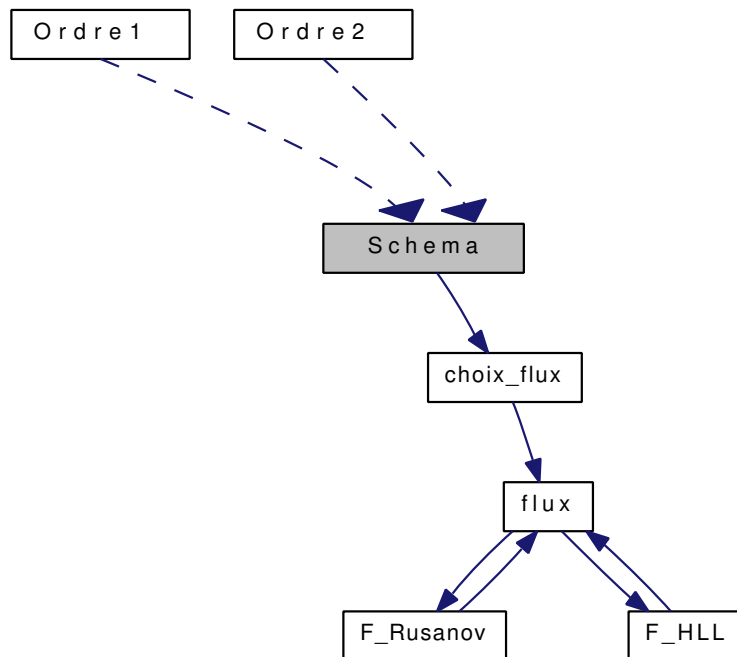 Ordre1
Ordre2
Schema
choix_flux
flux
F_Rusanov
F_HLL